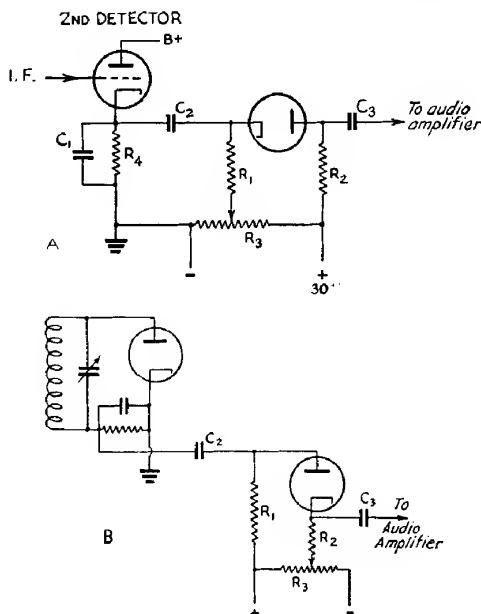 2ND DETECTOR
B+
I.F.
C2
C3
To audio
amplifier
C1
R4
R1
R2
R3
A
-
+
30"
C2
C3
To
Audio
Amplifier
R1
R2
R3
B
+
-